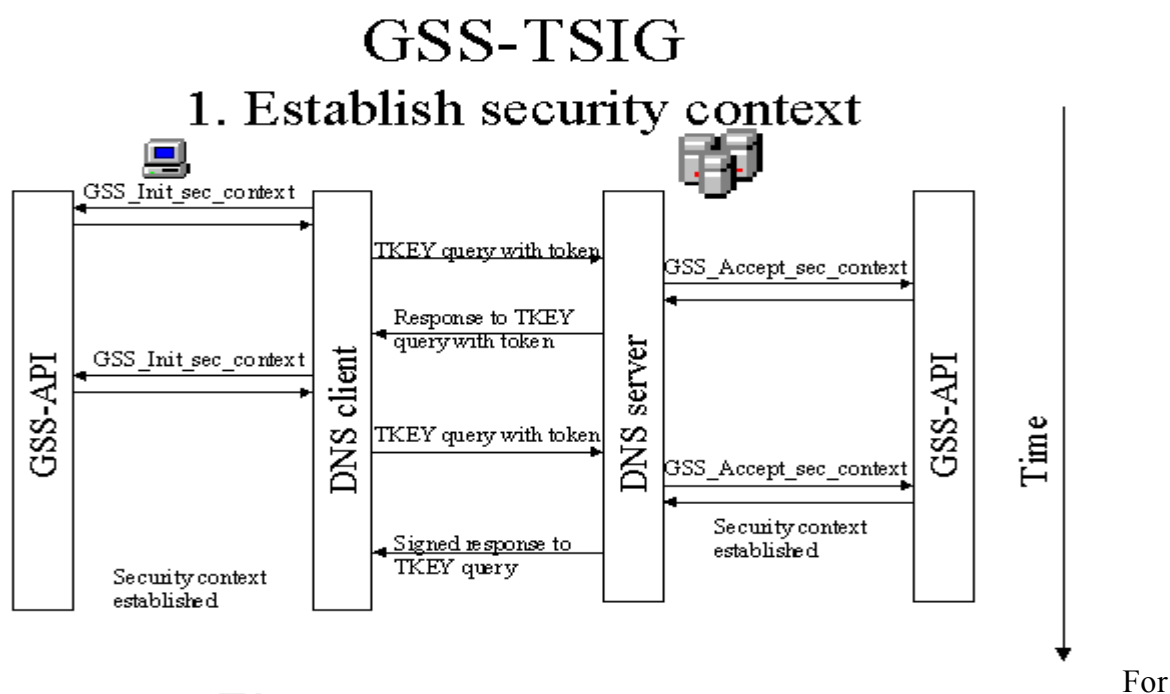 GSS-TSIG
1. Establish security context
GSS_Init_sec_context
TKEY query with token
GSS_Accept_sec_context
Response to TKEY
query with token
GSS_Init_sec_context
TKEY query with token
GSS_Accept_sec_context
Security context
established
Signed response to
TKEY query
Security context
established
GSS-API
DNS client
DNS server
GSS-API
Time
For